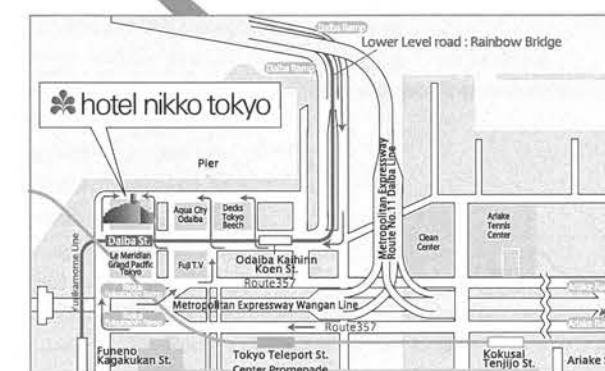 Daiba Ramp
Lower Level road : Rainbow Bridge
Daiba Ramp
hotel nikko tokyo
Pier
Metropolitan Expressway
Route No.11 Daiba Line
Aqua City
Odaiba
Decks
Tokyo
Beech
Clean
Center
Ariake
Tennis
Center
Yurikamome Line
Daiba St.
Le Meridian
Grand Pacific
Tokyo
Fuji T.V
Odaiba Kaihinn
Koen St.
Route357
Metropolitan Expressway Wangan Line
Route357
Funeno
Kagakukan St.
Tokyo Teleport St.
Center Promenade
Kokusai
Tenjijo St.
Ariake